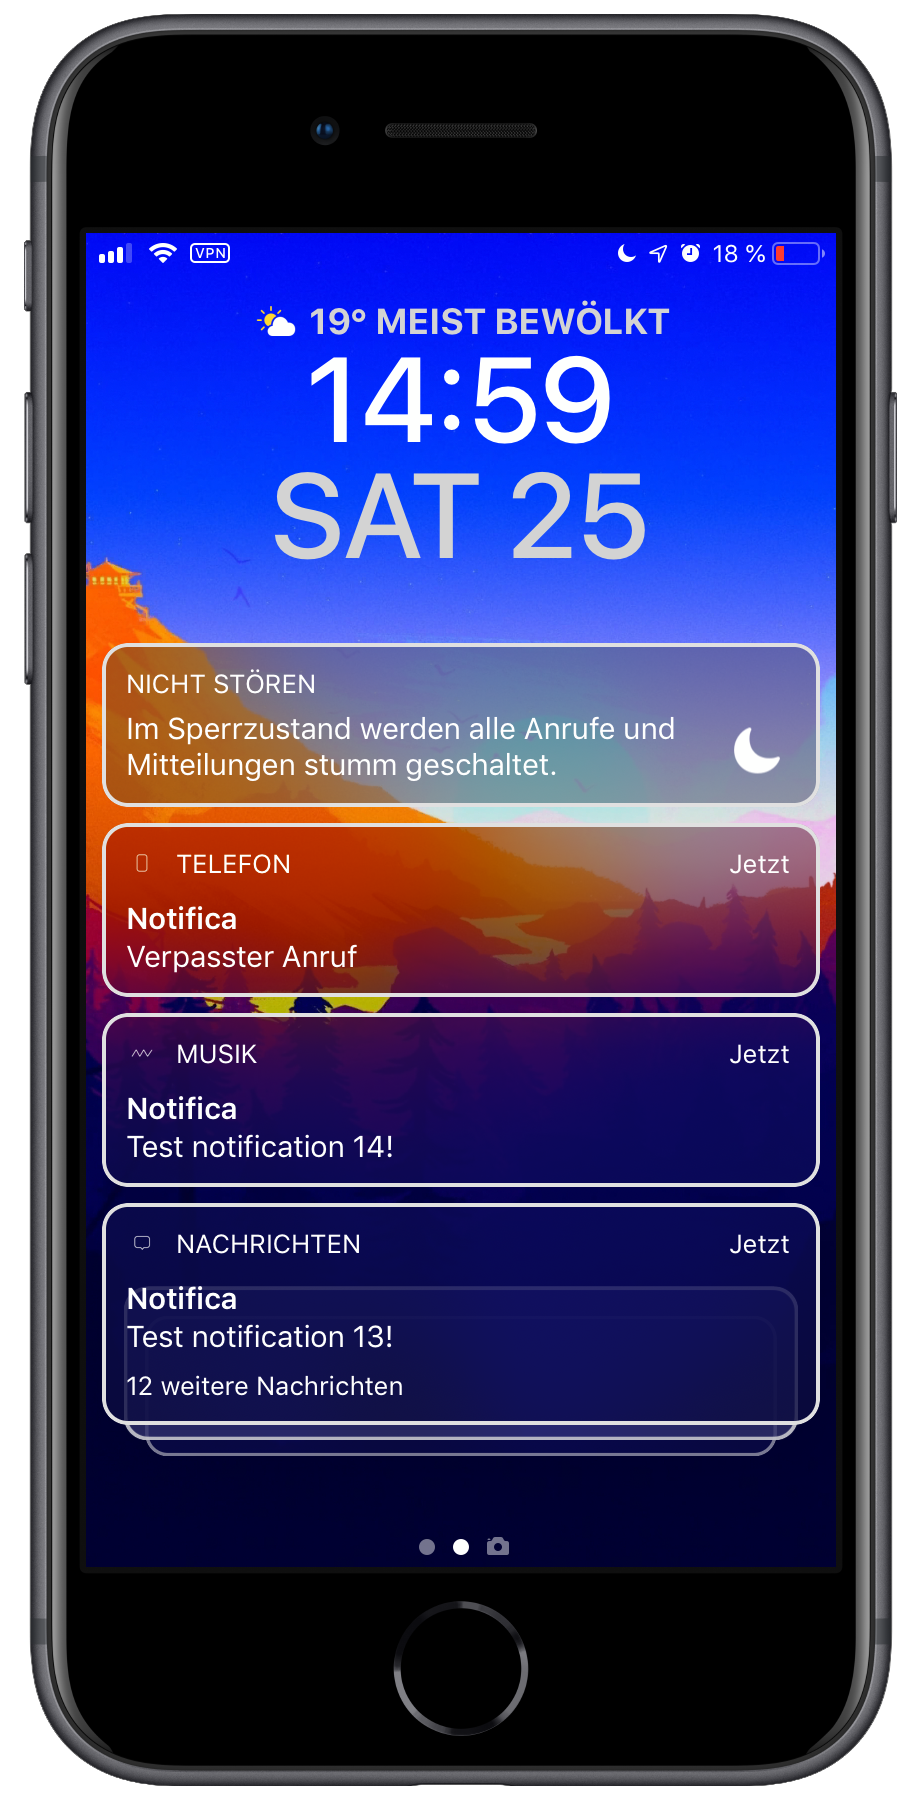 VPN 18 %
19° MEIST BEWÖLKT
14:59
SAT 25
NICHT STÖREN
Im Sperrzustand werden alle Anrufe und
Mitteilungen stumm geschaltet.
TELEFON Jetzt
Notifica
Verpasster Anruf
MUSIK Jetzt
Notifica
Test notification 14!
NACHRICHTEN Jetzt
Notifica
Test notification 13!
12 weitere Nachrichten